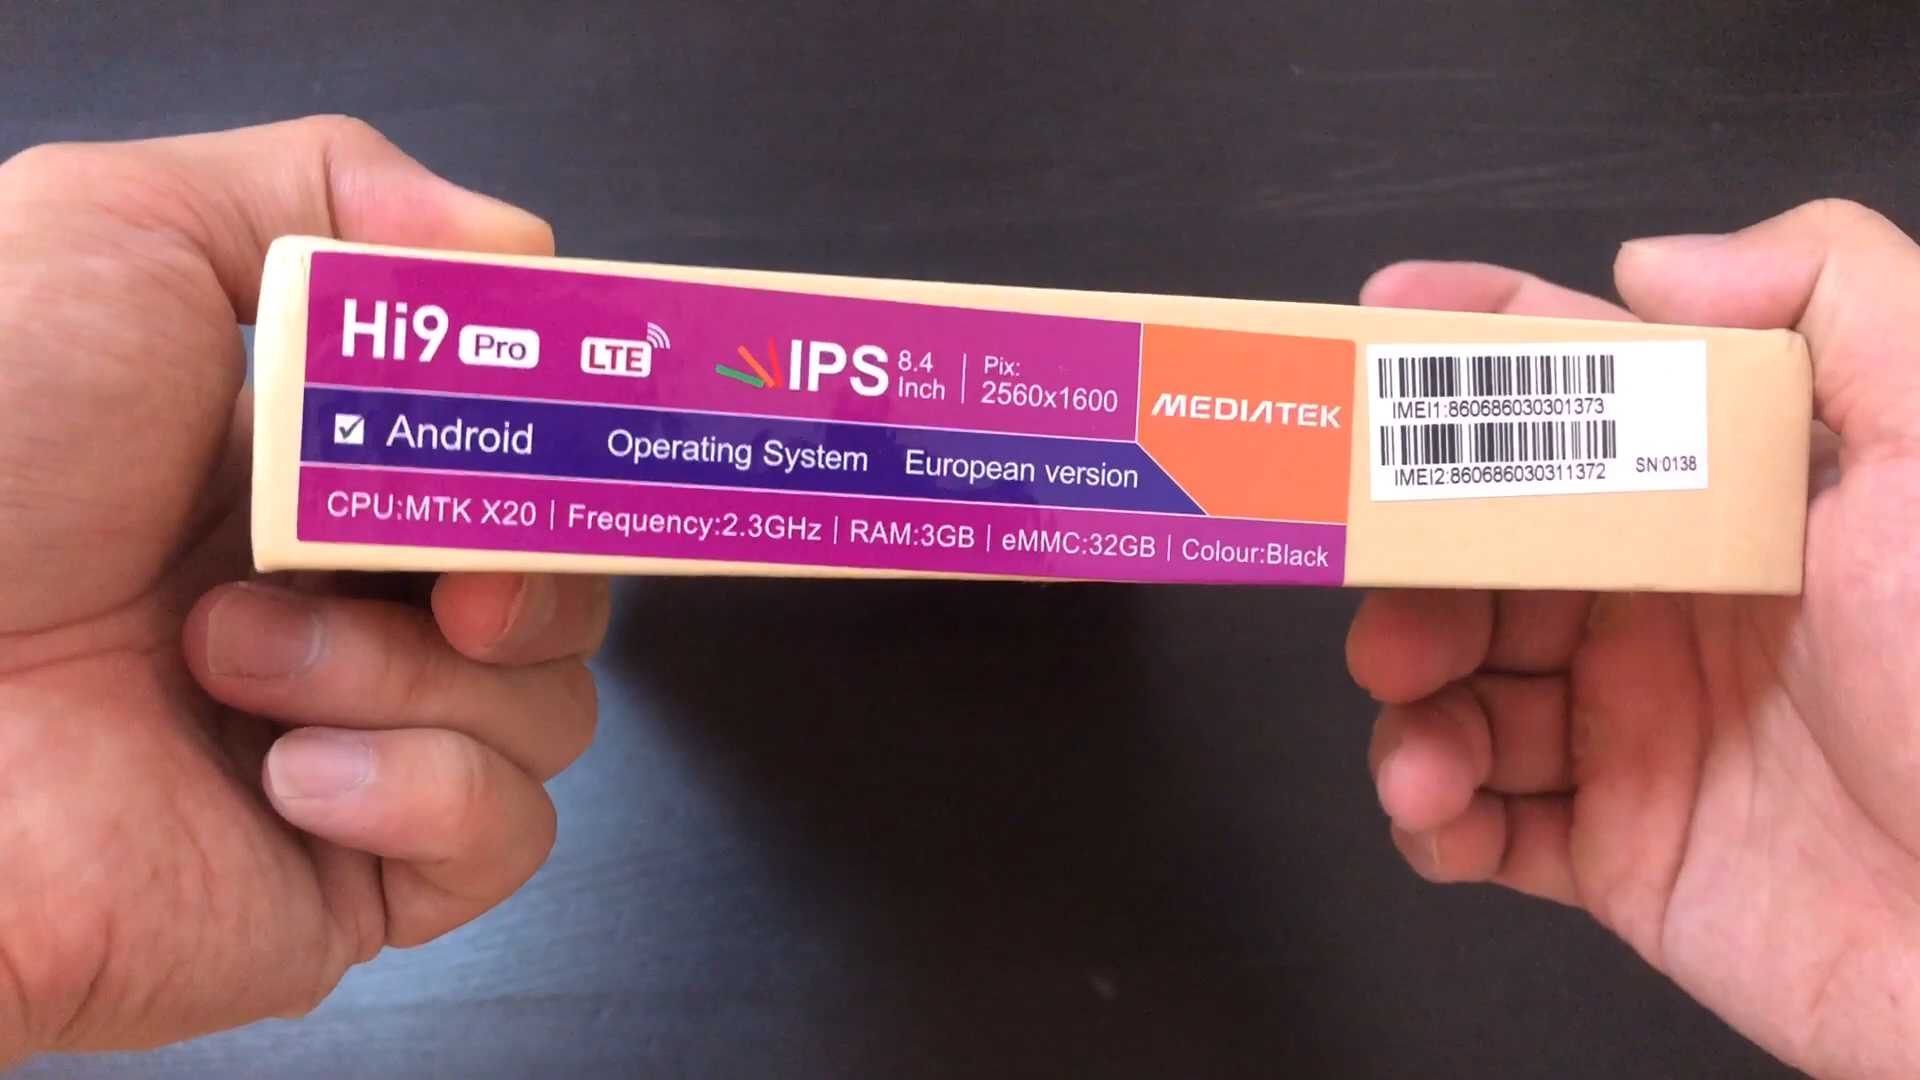 Hi9 Pro LTE IPS 8.4 Inch | Pix: 2560x1600
MEDIATEK
Android Operating System European version
CPU:MTK X20 | Frequency:2.3GHz | RAM:3GB | eMMC:32GB | Colour:Black
IMEI1:860686030301373
IMEI2:860686030311372 SN:0138